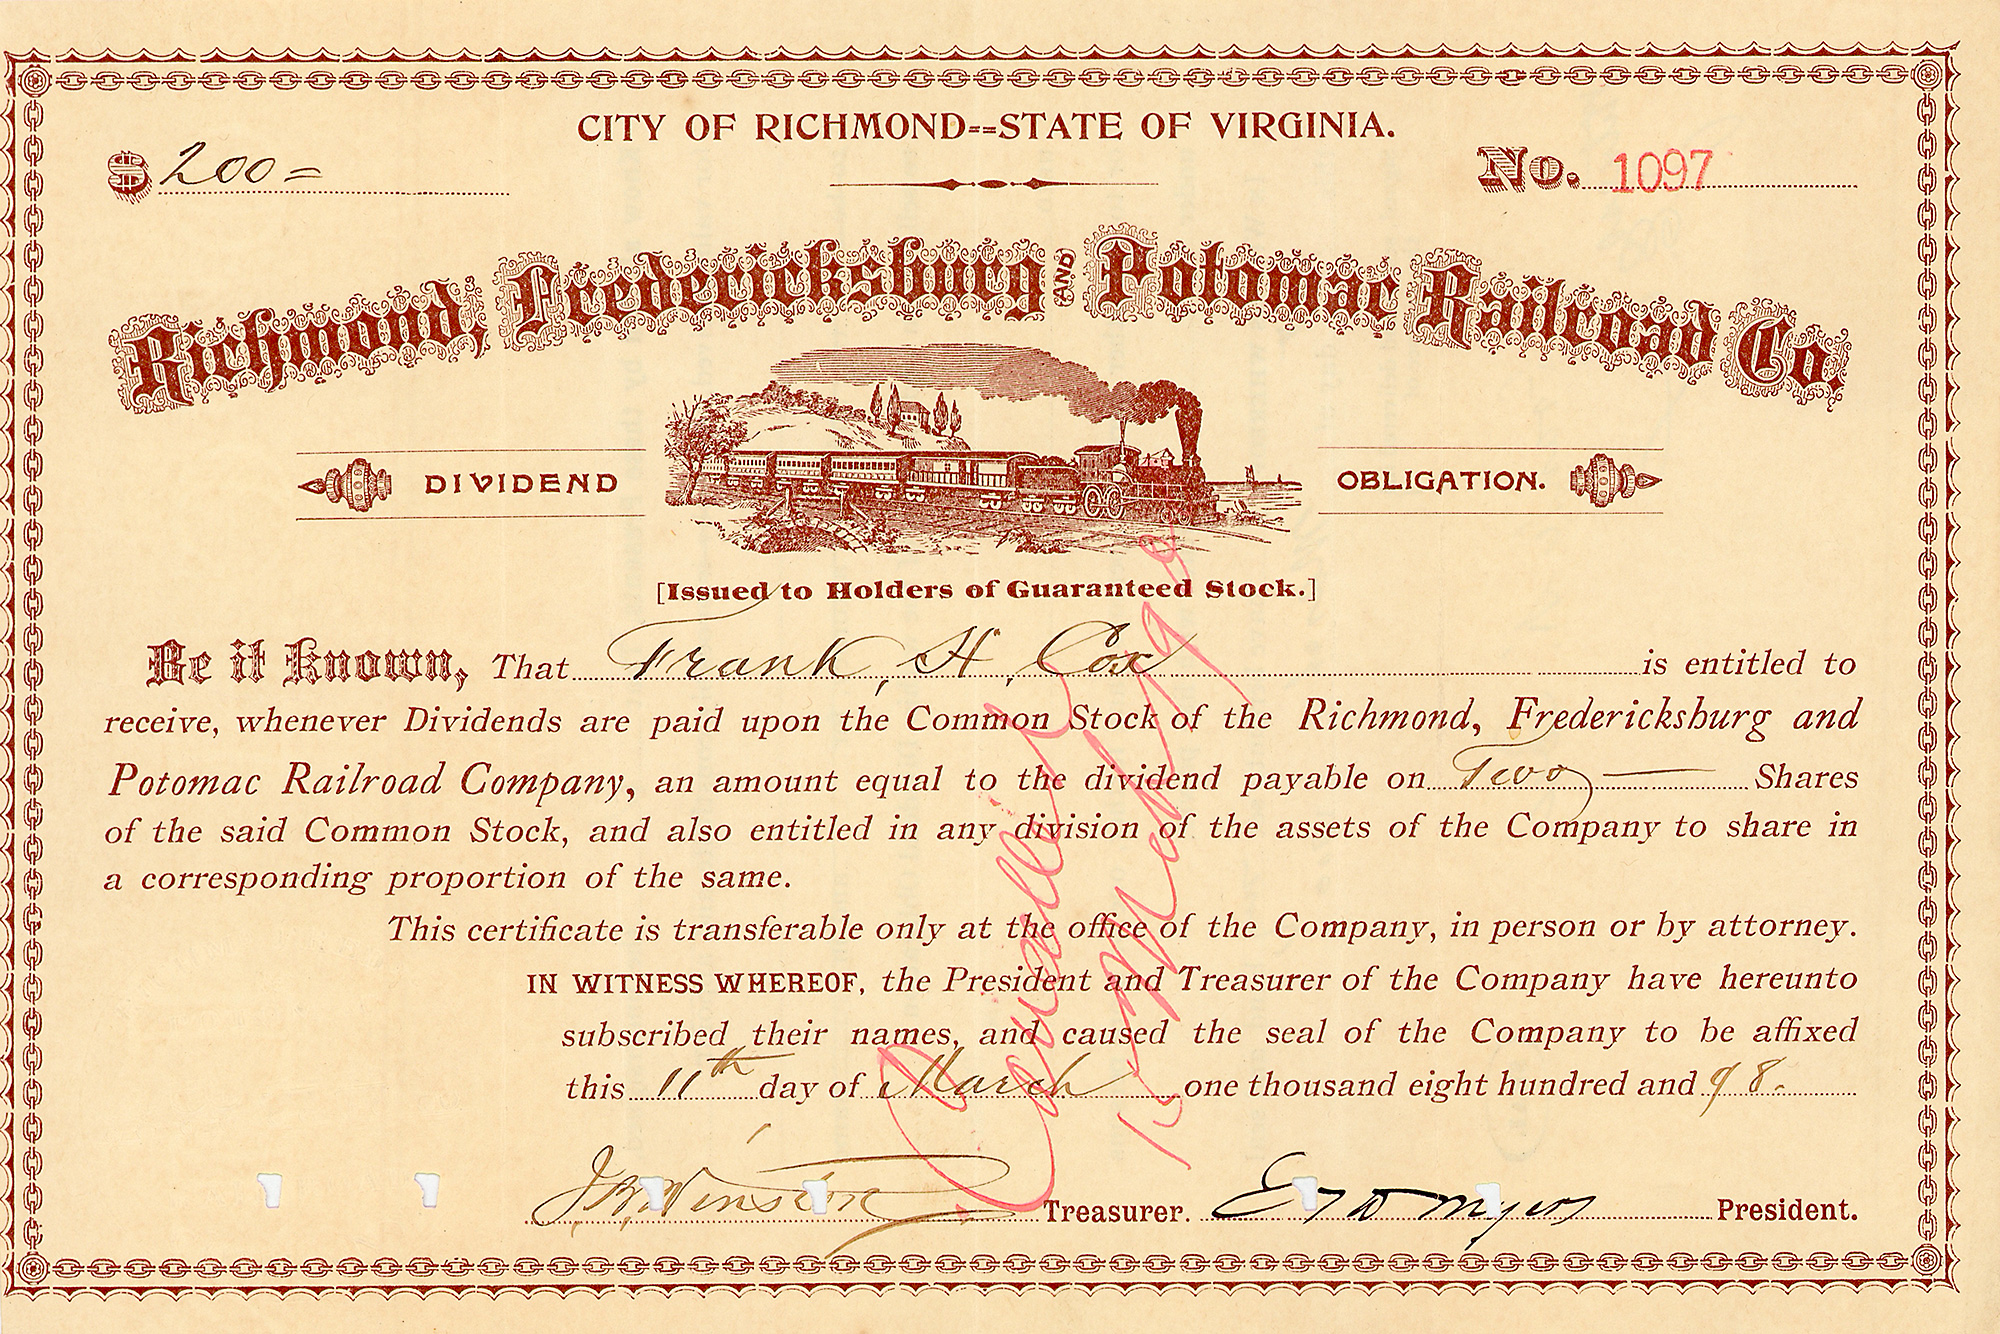 CITY OF RICHMOND==STATE OF VIRGINIA.
$ 200=
No. 1097
Richmond, Fredericksburg AND Potomac Railroad Co.
DIVIDEND OBLIGATION.
[Issued to Holders of Guaranteed Stock.]
Be it known, That Frank, H, Cox is entitled to
receive, whenever Dividends are paid upon the Common Stock of the Richmond, Fredericksburg and
Potomac Railroad Company, an amount equal to the dividend payable on Two Shares
of the said Common Stock, and also entitled in any division of the assets of the Company to share in
a corresponding proportion of the same.
This certificate is transferable only at the office of the Company, in person or by attorney.
IN WITNESS WHEREOF, the President and Treasurer of the Company have hereunto
subscribed their names, and caused the seal of the Company to be affixed
this 11th day of March one thousand eight hundred and 98.
J.B. Winston Treasurer. E T D Myers President.
Cancelled
15 March